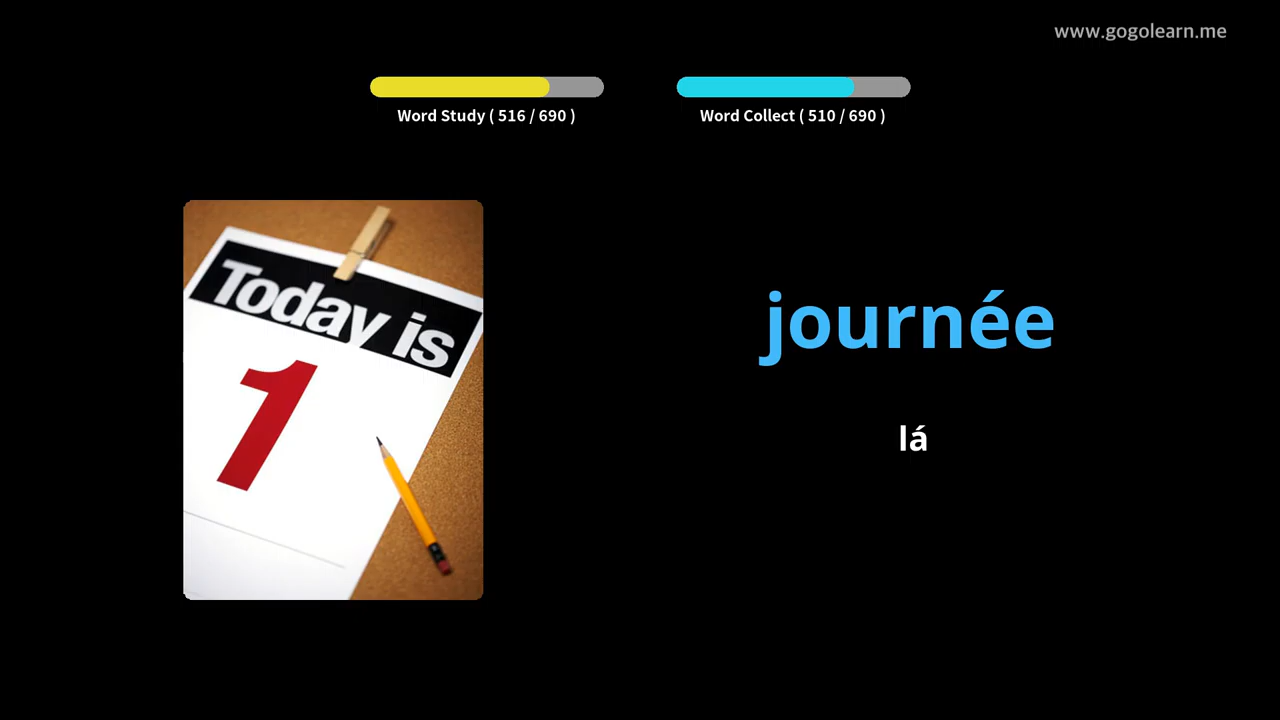 www.gogolearn.me
Word Study ( 516 / 690 )
Word Collect ( 510 / 690 )
Today is
1
journée
lá